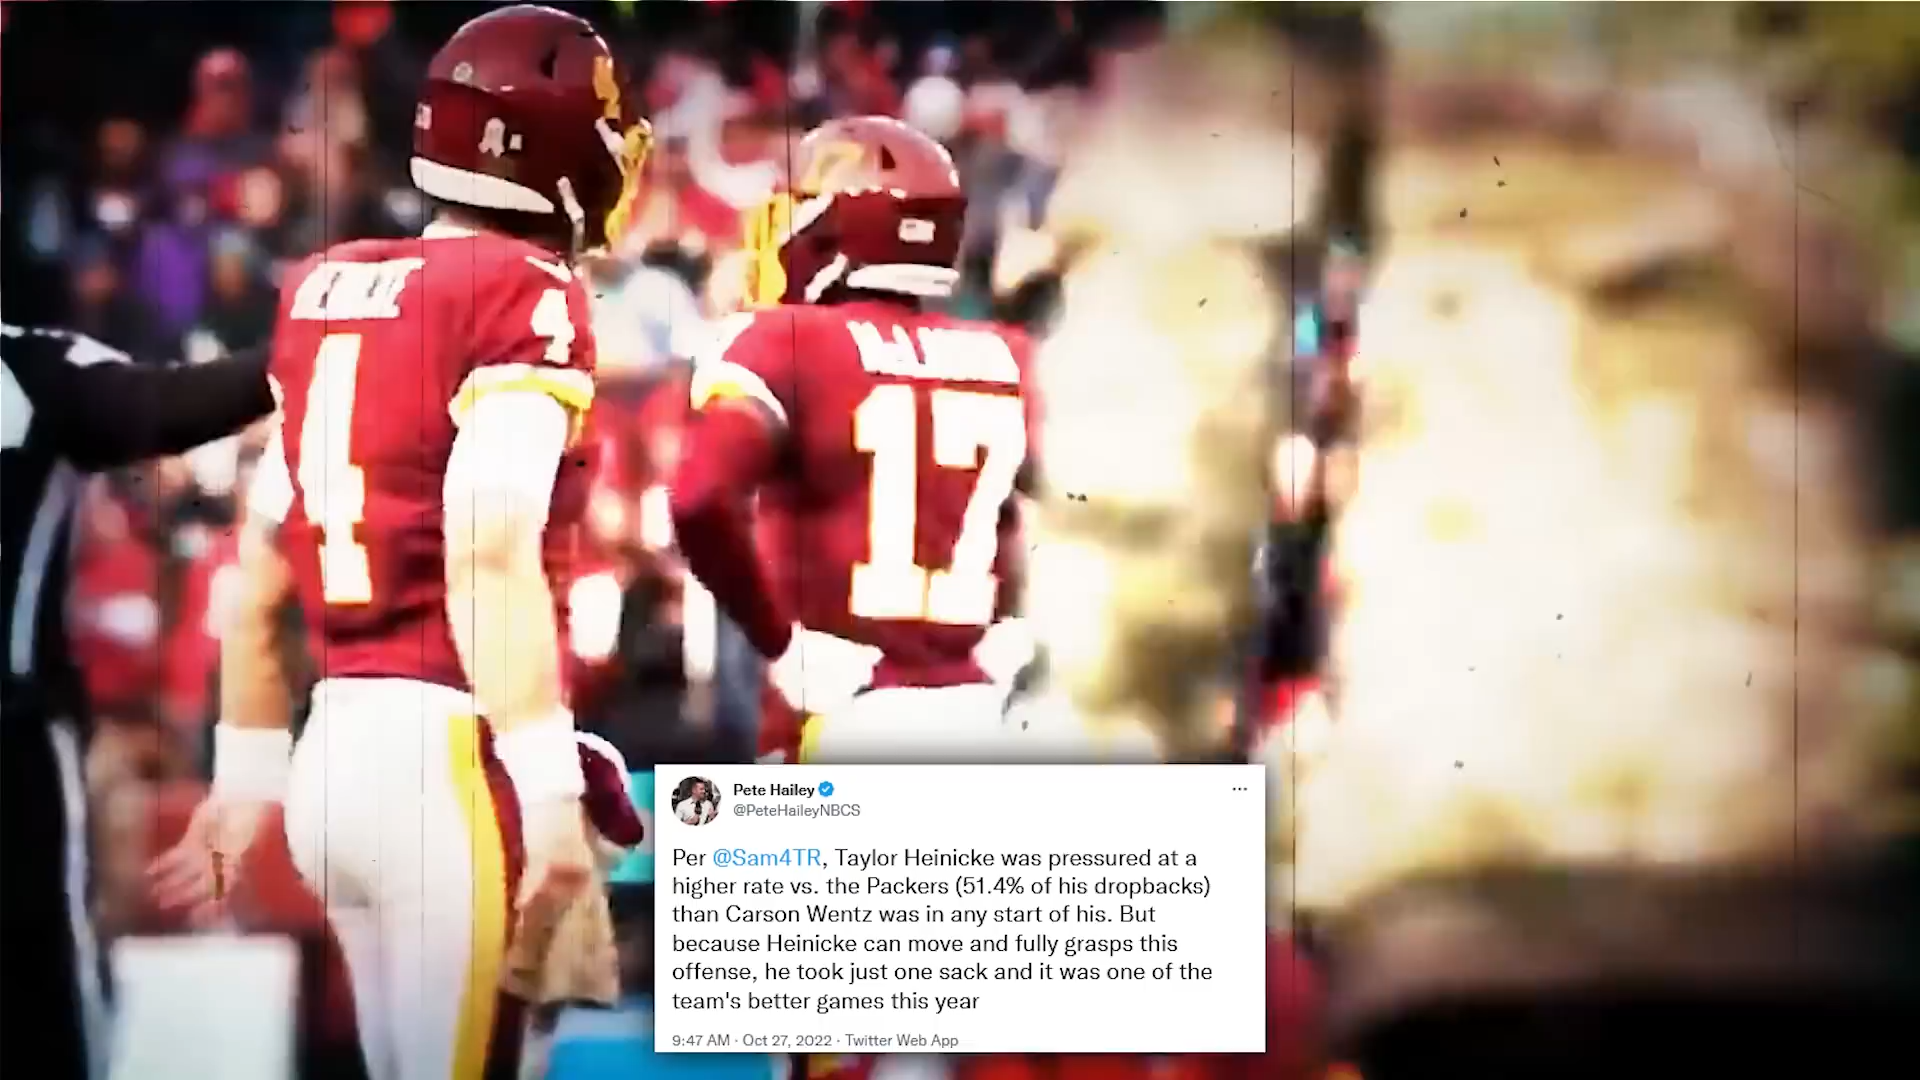 HEINICKE
4
4
McLAURIN
17
Pete Hailey
@PeteHaileyNBCS
Per @Sam4TR, Taylor Heinicke was pressured at a
higher rate vs. the Packers (51.4% of his dropbacks)
than Carson Wentz was in any start of his. But
because Heinicke can move and fully grasps this
offense, he took just one sack and it was one of the
team's better games this year
9:47 AM · Oct 27, 2022 · Twitter Web App